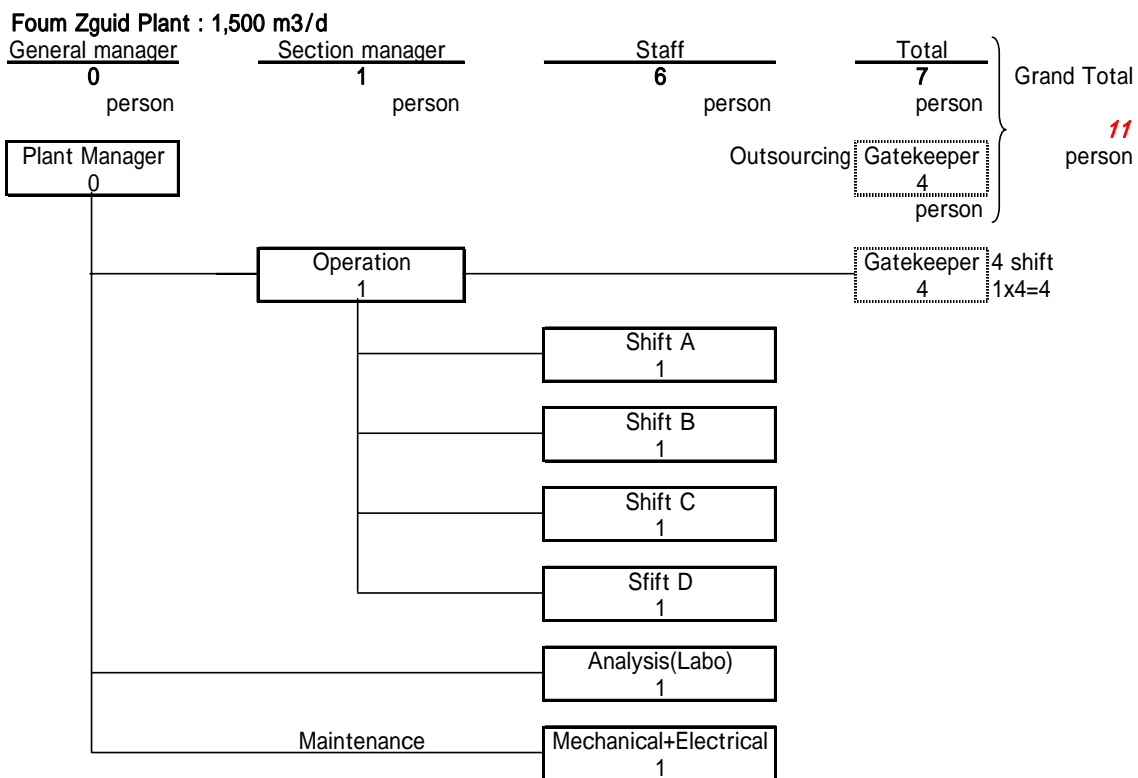 Foum Zguid Plant : 1,500 m3/d
General manager Section manager Staff Total
0 1 6 7 Grand Total
person person person person
11
Plant Manager Outsourcing Gatekeeper person
0 4
person
Operation Gatekeeper 4 shift
1 4 1x4=4
Shift A
1
Shift B
1
Shift C
1
Sfift D
1
Analysis(Labo)
1
Maintenance Mechanical+Electrical
1